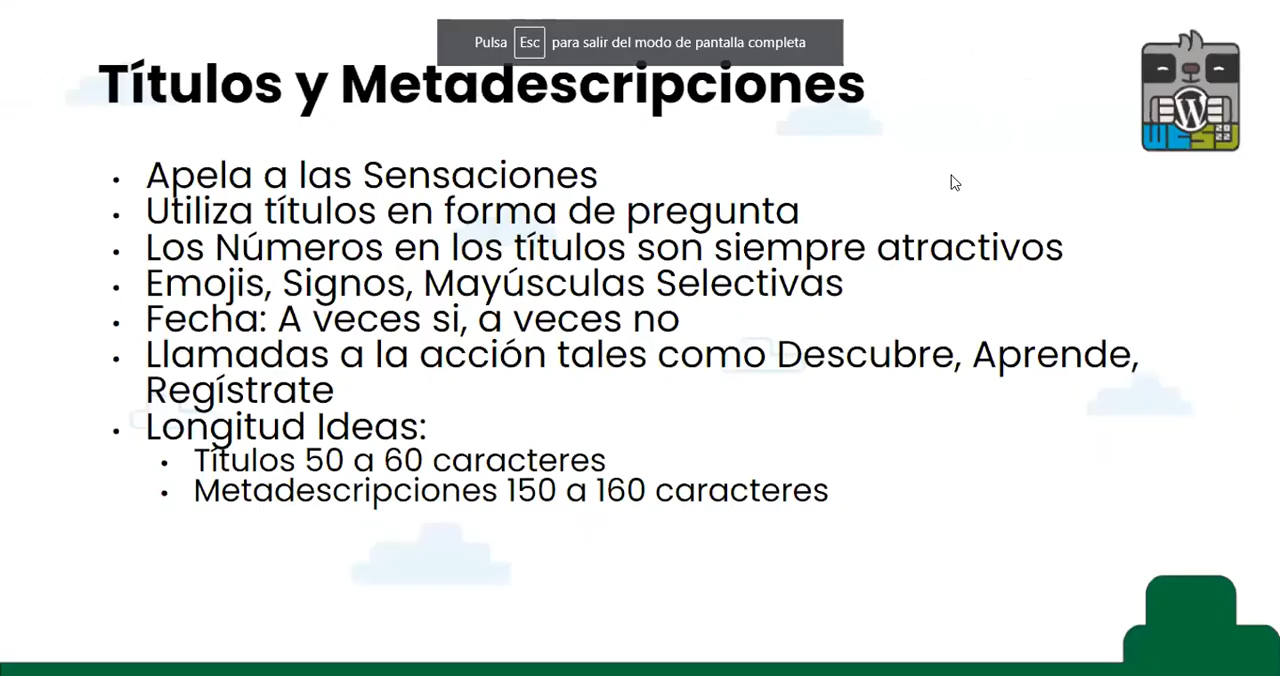 Pulsa Esc para salir del modo de pantalla completa
Títulos y Metadescripciones
W
WESP
• Apela a las Sensaciones
• Utiliza títulos en forma de pregunta
• Los Números en los títulos son siempre atractivos
• Emojis, Signos, Mayúsculas Selectivas
• Fecha: A veces si, a veces no
• Llamadas a la acción tales como Descubre, Aprende,
Regístrate
• Longitud Ideas:
• Títulos 50 a 60 caracteres
• Metadescripciones 150 a 160 caracteres